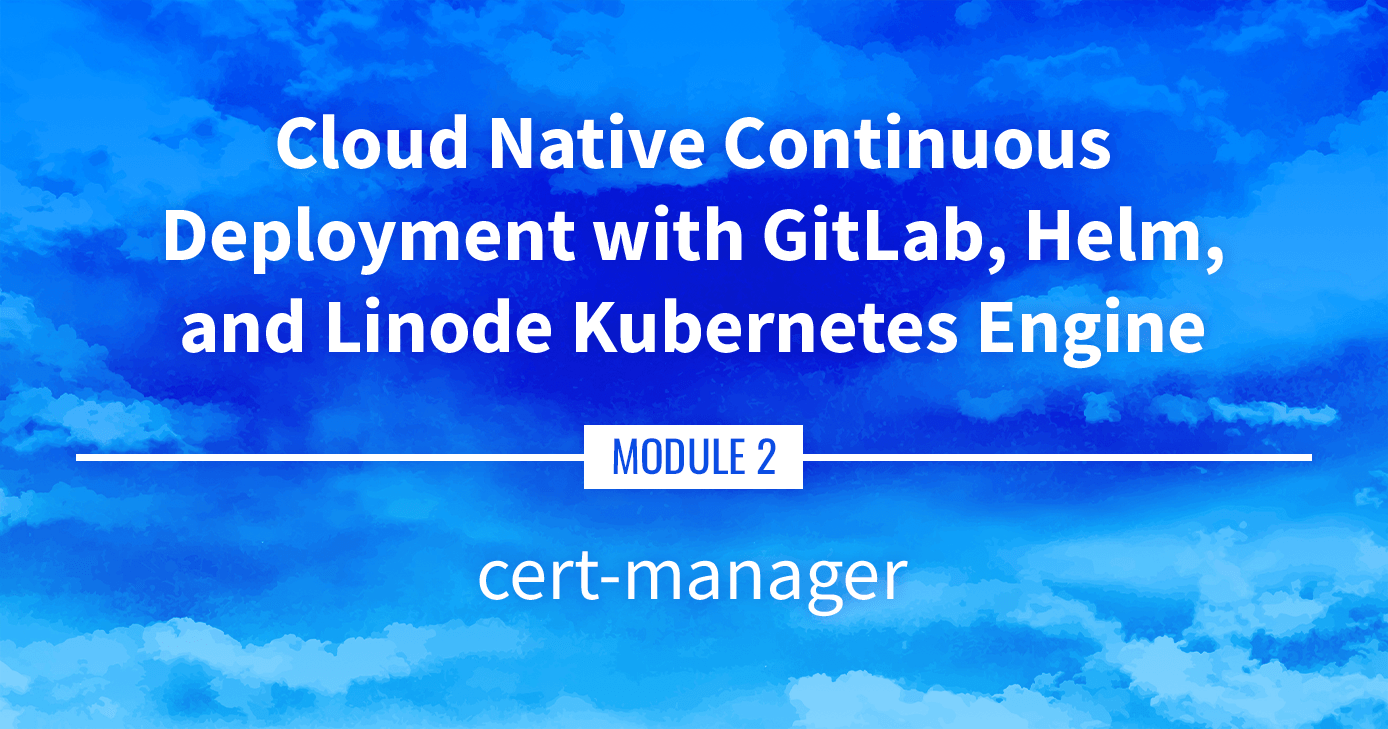 Cloud Native Continuous
Deployment with GitLab, Helm,
and Linode Kubernetes Engine
MODULE 2
cert-manager